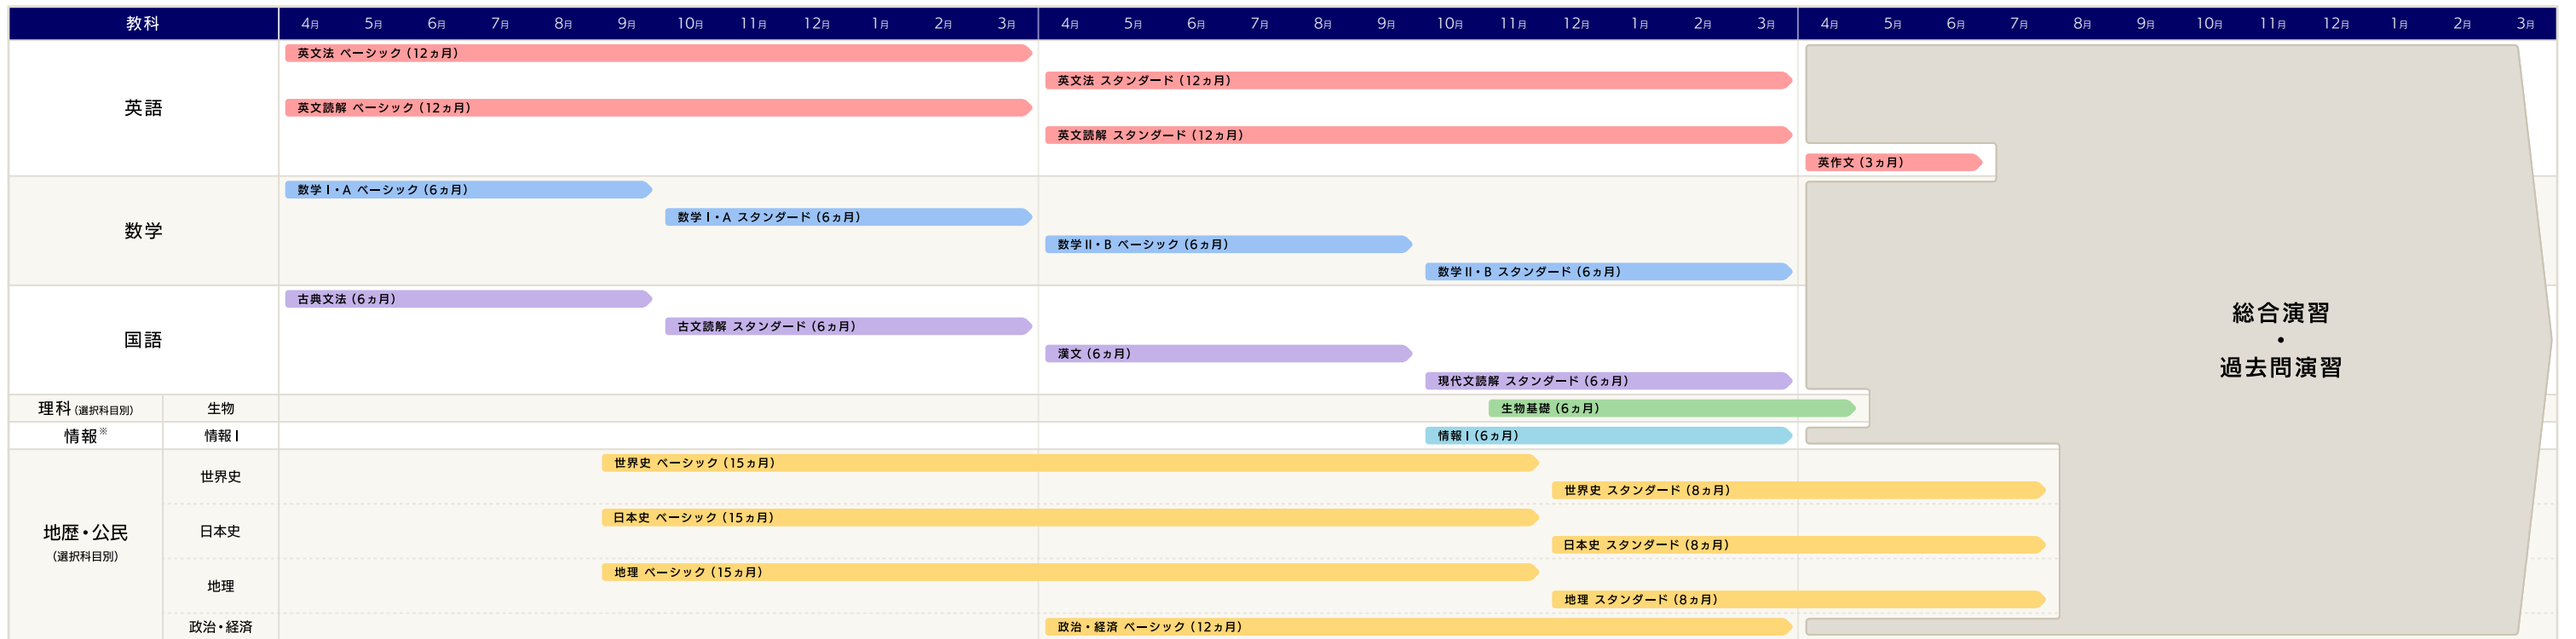 教科 4月 5月 6月 7月 8月 9月 10月 11月 12月 1月 2月 3月 4月 5月 6月 7月 8月 9月 10月 11月 12月 1月 2月 3月 4月 5月 6月 7月 8月 9月 10月 11月 12月 1月 2月 3月
英語
英文法 ベーシック（12ヵ月）
英文法 スタンダード（12ヵ月）
英文読解 ベーシック（12ヵ月）
英文読解 スタンダード（12ヵ月）
英作文（3ヵ月）
数学
数学Ⅰ・A ベーシック（6ヵ月）
数学Ⅰ・A スタンダード（6ヵ月）
数学Ⅱ・B ベーシック（6ヵ月）
数学Ⅱ・B スタンダード（6ヵ月）
国語
古典文法（6ヵ月）
古文読解 スタンダード（6ヵ月）
漢文（6ヵ月）
現代文読解 スタンダード（6ヵ月）
理科（選択科目別） 生物
生物基礎（6ヵ月）
情報※ 情報Ⅰ
情報Ⅰ（6ヵ月）
地歴・公民
（選択科目別）
世界史
世界史 ベーシック（15ヵ月）
世界史 スタンダード（8ヵ月）
日本史
日本史 ベーシック（15ヵ月）
日本史 スタンダード（8ヵ月）
地理
地理 ベーシック（15ヵ月）
地理 スタンダード（8ヵ月）
政治・経済
政治・経済 ベーシック（12ヵ月）
総合演習
・
過去問演習